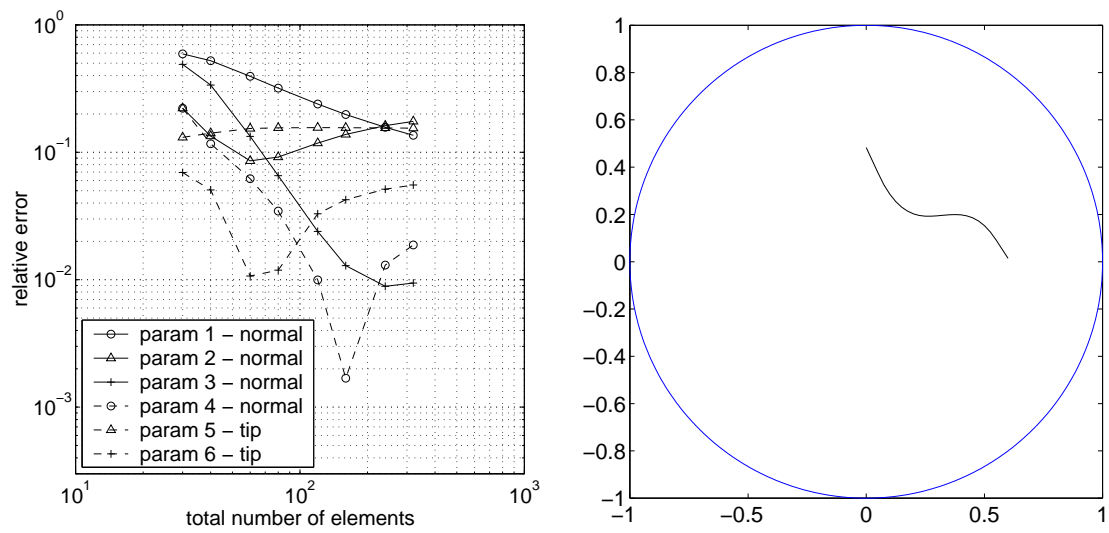 10^0
10^−1
10^−2
10^−3
relative error
param 1 − normal
param 2 − normal
param 3 − normal
param 4 − normal
param 5 − tip
param 6 − tip
10^1
10^2
10^3
total number of elements
1
0.8
0.6
0.4
0.2
0
−0.2
−0.4
−0.6
−0.8
−1
−1
−0.5
0
0.5
1